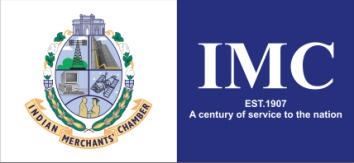 INDIAN MERCHANTS' CHAMBER
IMC
EST.1907
A century of service to the nation